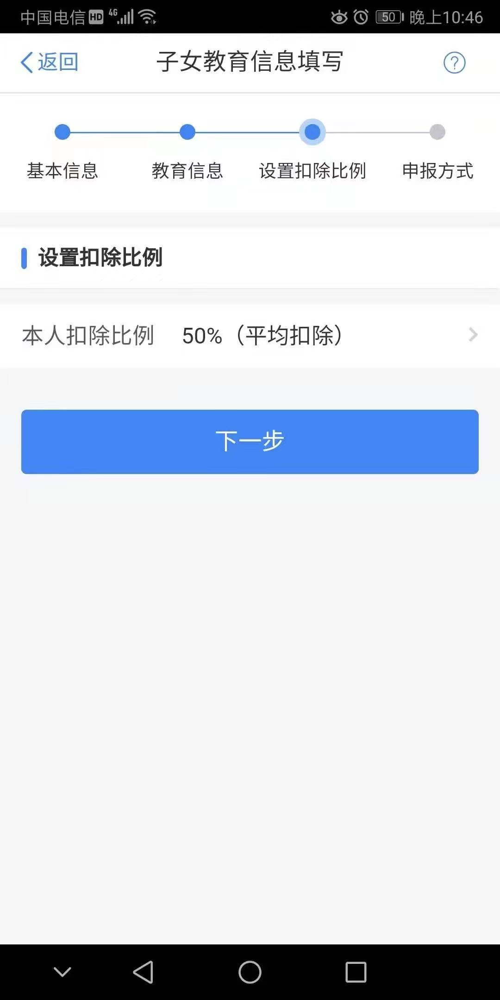 中国电信 HD 4G 50 晚上10:46
返回 子女教育信息填写 ?
基本信息 教育信息 设置扣除比例 申报方式
设置扣除比例
本人扣除比例 50%（平均扣除）
下一步